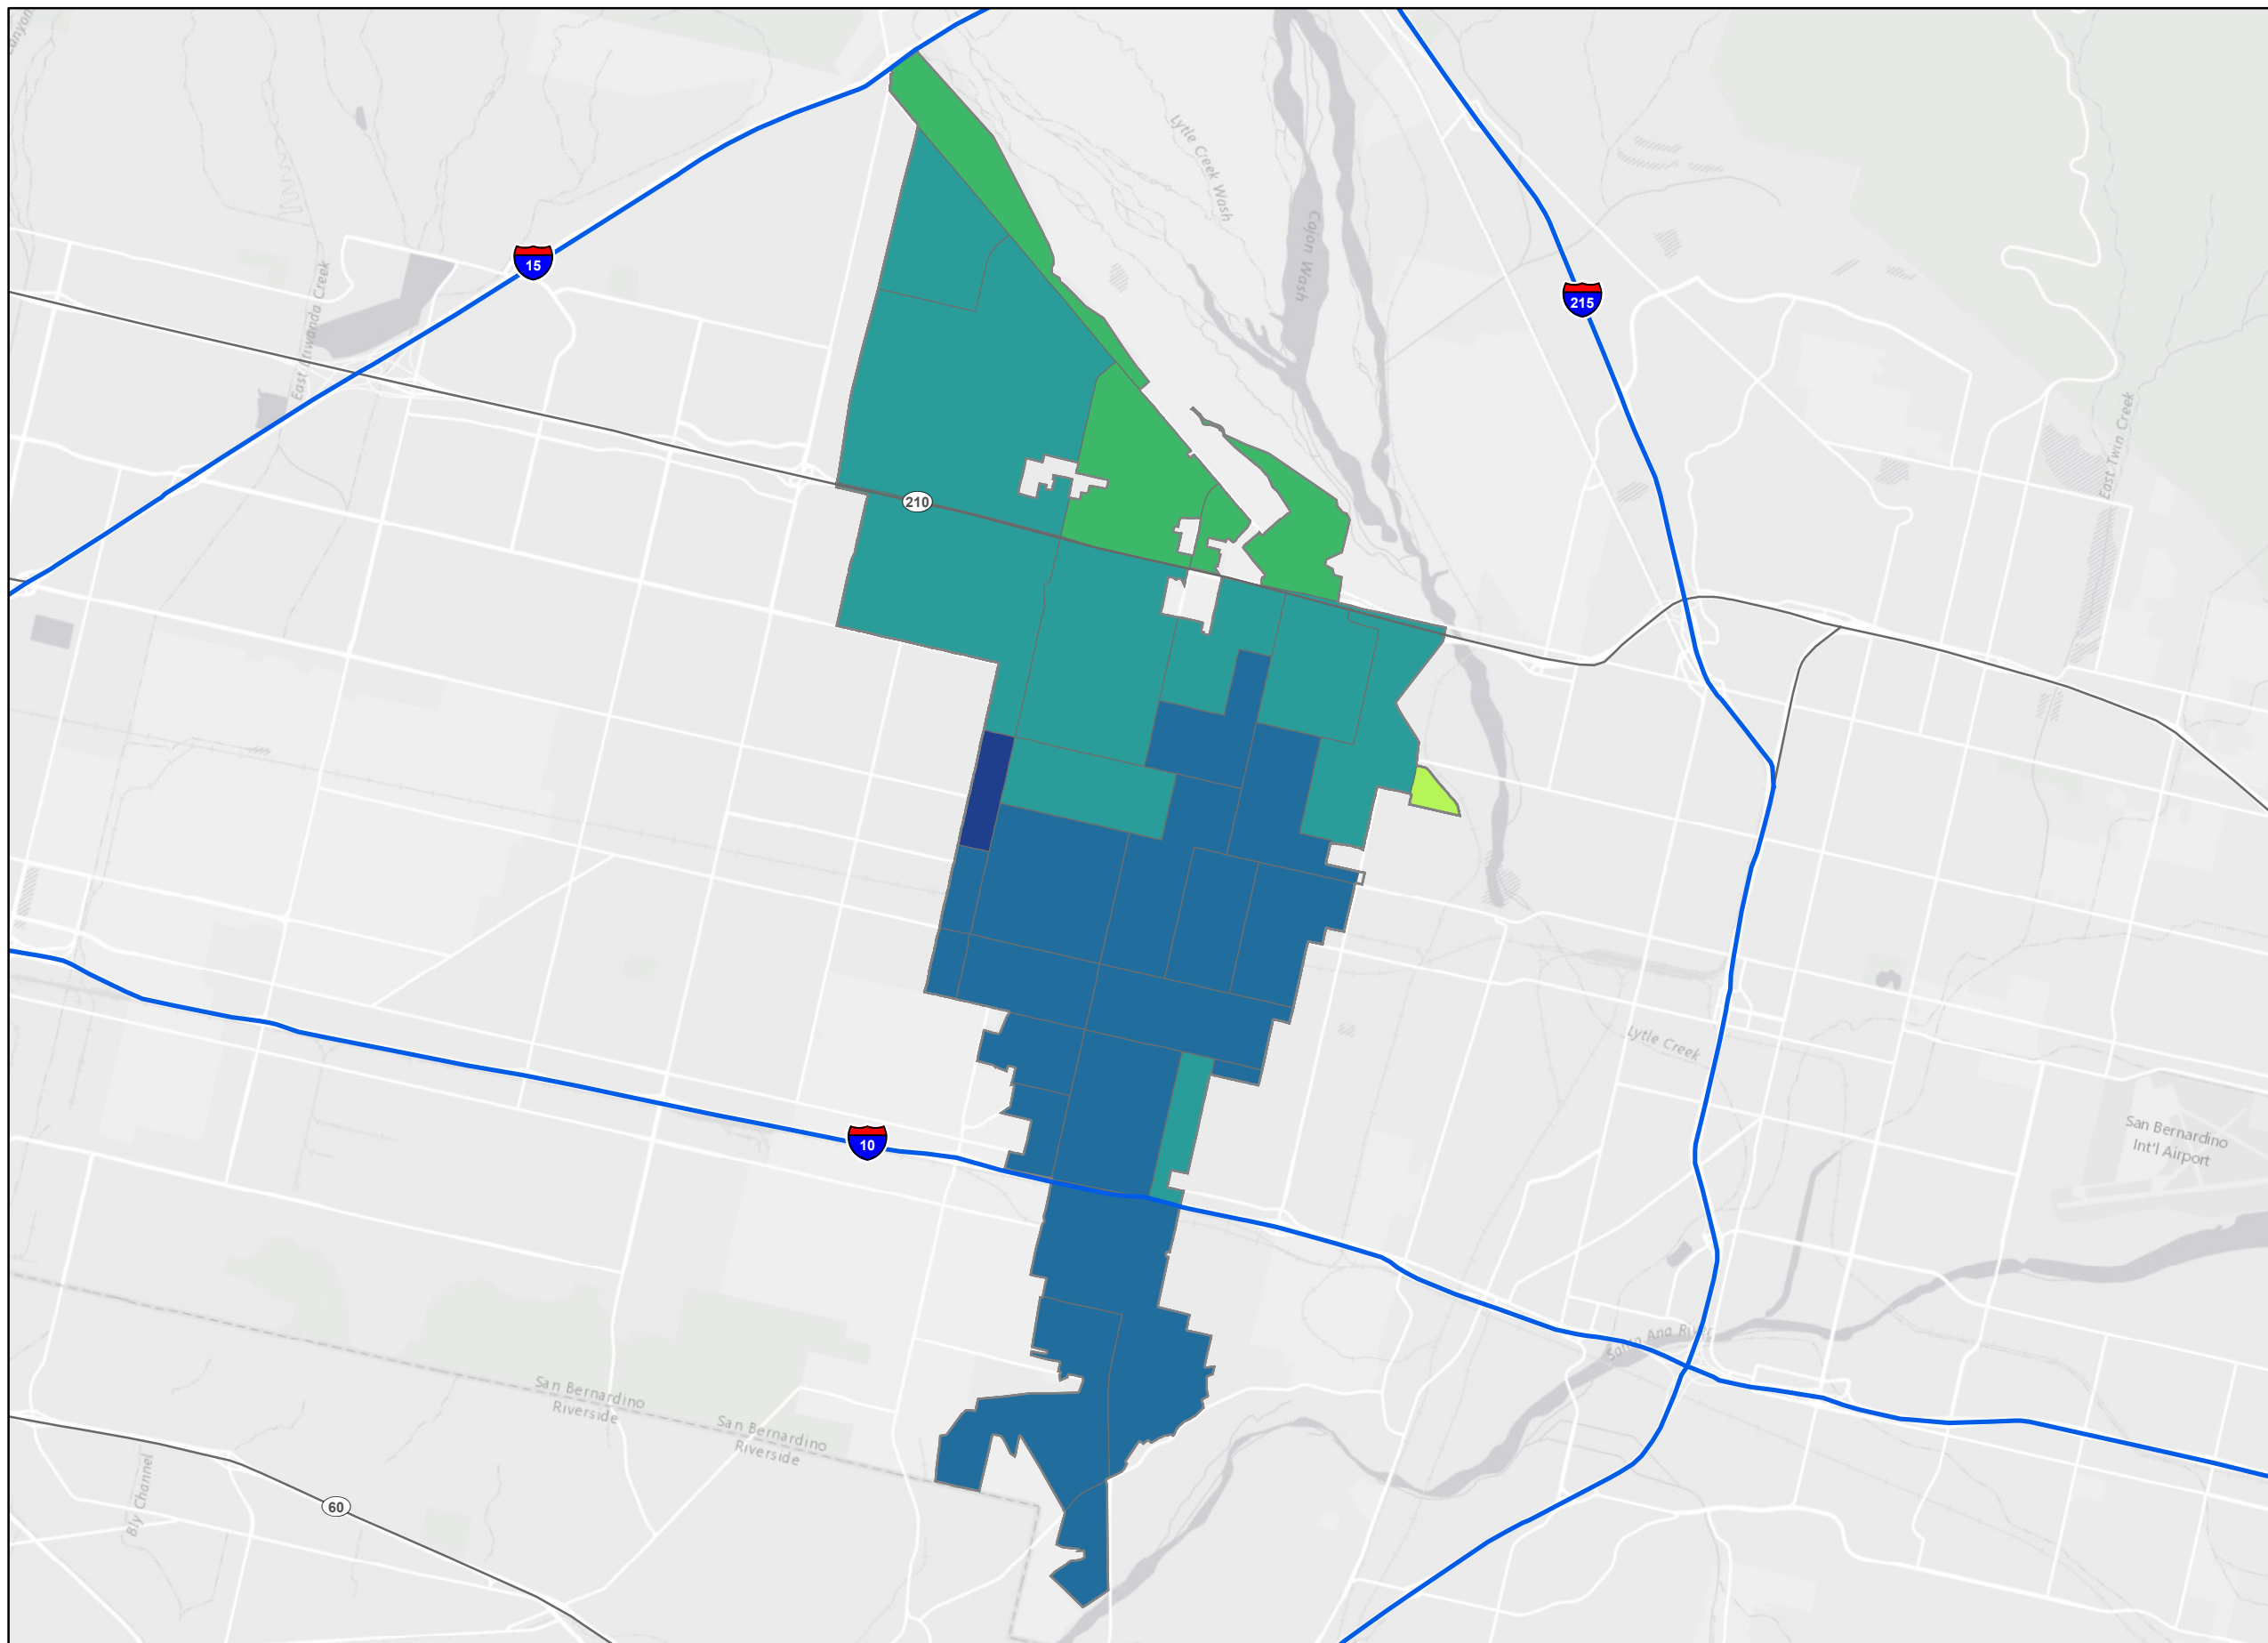 Canyon
Lytle Creek Wash
Cajon Wash
15
215
East Etiwanda Creek
East Twin Creek
210
Lytle Creek
San Bernardino
Int'l Airport
10
Santa Ana River
San Bernardino
Riverside
San Bernardino
Riverside
Bly Channel
60